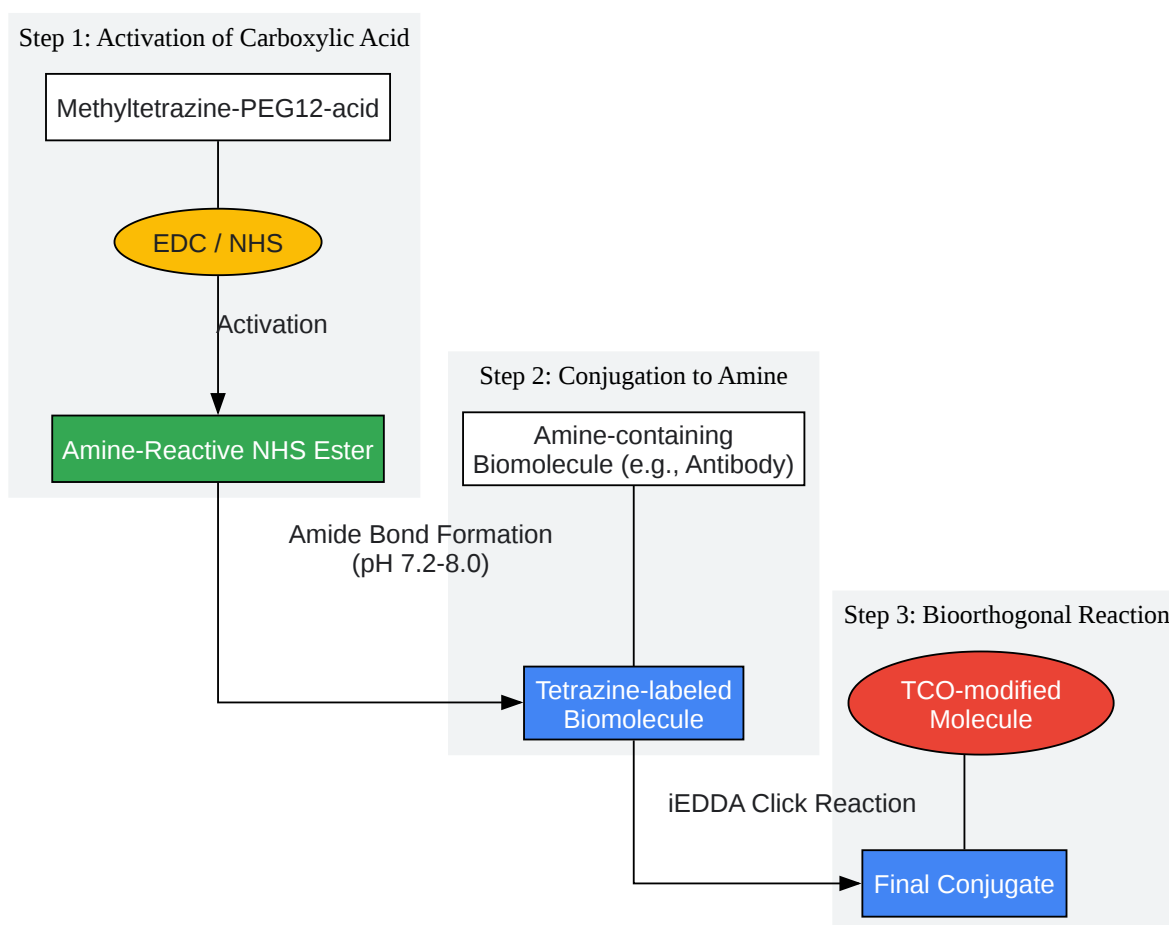 Step 1: Activation of Carboxylic Acid
Methyltetrazine-PEG12-acid
EDC / NHS
Activation
Amine-Reactive NHS Ester
Step 2: Conjugation to Amine
Amine-containing
Biomolecule (e.g., Antibody)
Amide Bond Formation
(pH 7.2-8.0)
Tetrazine-labeled
Biomolecule
Step 3: Bioorthogonal Reaction
TCO-modified
Molecule
iEDDA Click Reaction
Final Conjugate